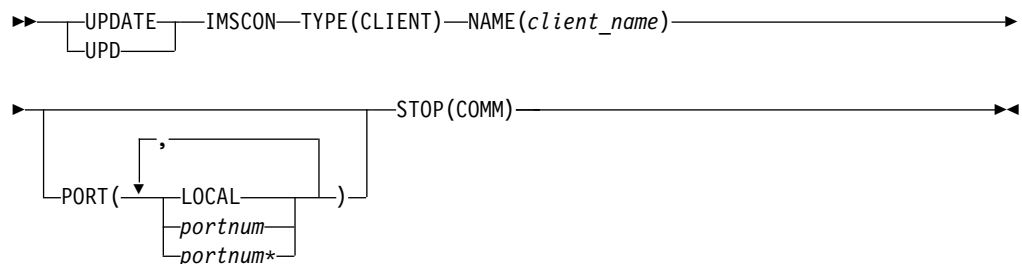 UPDATE IMSCON TYPE(CLIENT) NAME(client_name)
UPD
STOP(COMM)
,
PORT( LOCAL )
portnum
portnum*